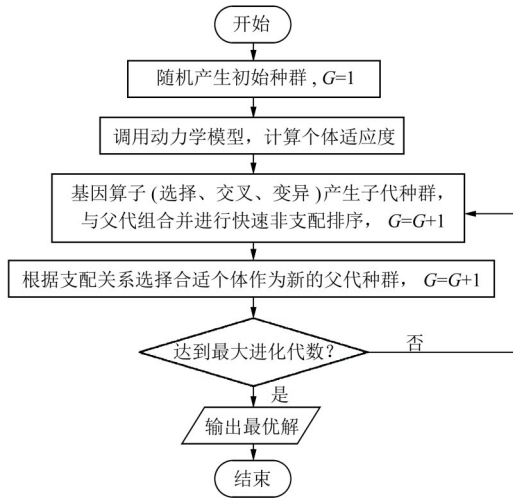 开始
随机产生初始种群，G=1
调用动力学模型，计算个体适应度
基因算子(选择、交叉、变异)产生子代种群，
与父代组合并进行快速非支配排序，G=G+1
根据支配关系选择合适个体作为新的父代种群，G=G+1
达到最大进化代数?
否
是
输出最优解
结束